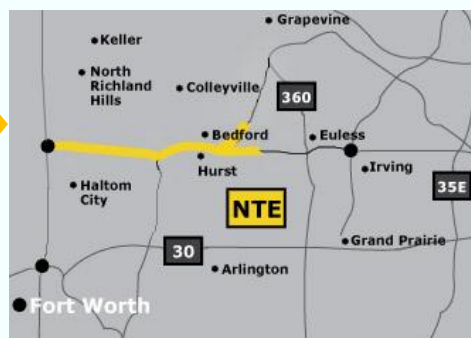 Grapevine
Keller
North
Richland
Hills
Colleyville
360
Bedford
Euless
Hurst
Irving
Haltom
City
35E
NTE
30
Grand Prairie
Arlington
Fort Worth